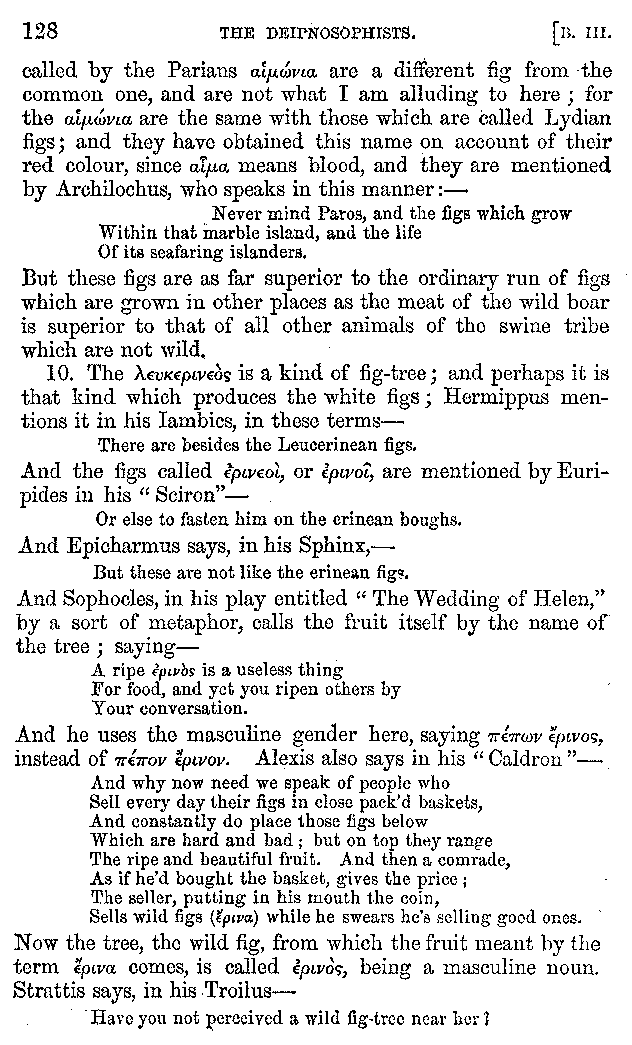 128 THE DEIPNOSOPHISTS. [B. III.
called by the Parians αἱμώνια are a different fig from the
common one, and are not what I am alluding to here ; for
the αἱμώνια are the same with those which are called Lydian
figs; and they have obtained this name on account of their
red colour, since αἷμα means blood, and they are mentioned
by Archilochus, who speaks in this manner:—
Never mind Paros, and the figs which grow
Within that marble island, and the life
Of its seafaring islanders.
But these figs are as far superior to the ordinary run of figs
which are grown in other places as the meat of the wild boar
is superior to that of all other animals of the swine tribe
which are not wild.
10. The λευκερινεὸς is a kind of fig-tree; and perhaps it is
that kind which produces the white figs; Hermippus men-
tions it in his Iambics, in these terms—
There are besides the Leucerinean figs.
And the figs called ἐρινεοὶ, or ἐρινοῖ, are mentioned by Euri-
pides in his “ Sciron”—
Or else to fasten him on the erinean boughs.
And Epicharmus says, in his Sphinx,—
But these are not like the erinean figs.
And Sophocles, in his play entitled “ The Wedding of Helen,”
by a sort of metaphor, calls the fruit itself by the name of
the tree ; saying—
A ripe ἐρινὸς is a useless thing
For food, and yet you ripen others by
Your conversation.
And he uses the masculine gender here, saying πέπων ἔρινος,
instead of πέπον ἔρινον. Alexis also says in his “ Caldron ”—
And why now need we speak of people who
Sell every day their figs in close pack’d baskets,
And constantly do place those figs below
Which are hard and bad ; but on top they range
The ripe and beautiful fruit. And then a comrade,
As if he’d bought the basket, gives the price ;
The seller, putting in his mouth the coin,
Sells wild figs (ἔρινα) while he swears he’s selling good ones.
Now the tree, the wild fig, from which the fruit meant by the
term ἔρινα comes, is called ἐρινὸς, being a masculine noun.
Strattis says, in his Troilus—
Have you not perceived a wild fig-tree near her ?